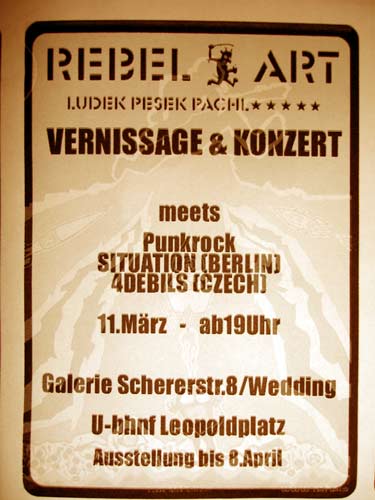 REBEL ART
LUDEK PESEK PACHL★★★★★
VERNISSAGE & KONZERT
meets
Punkrock
SITUATION (BERLIN)
4DEBILS (CZECH)
11.März - ab19Uhr
Galerie Schererstr.8/Wedding
U-bhnf Leopoldplatz
Ausstellung bis 8.April